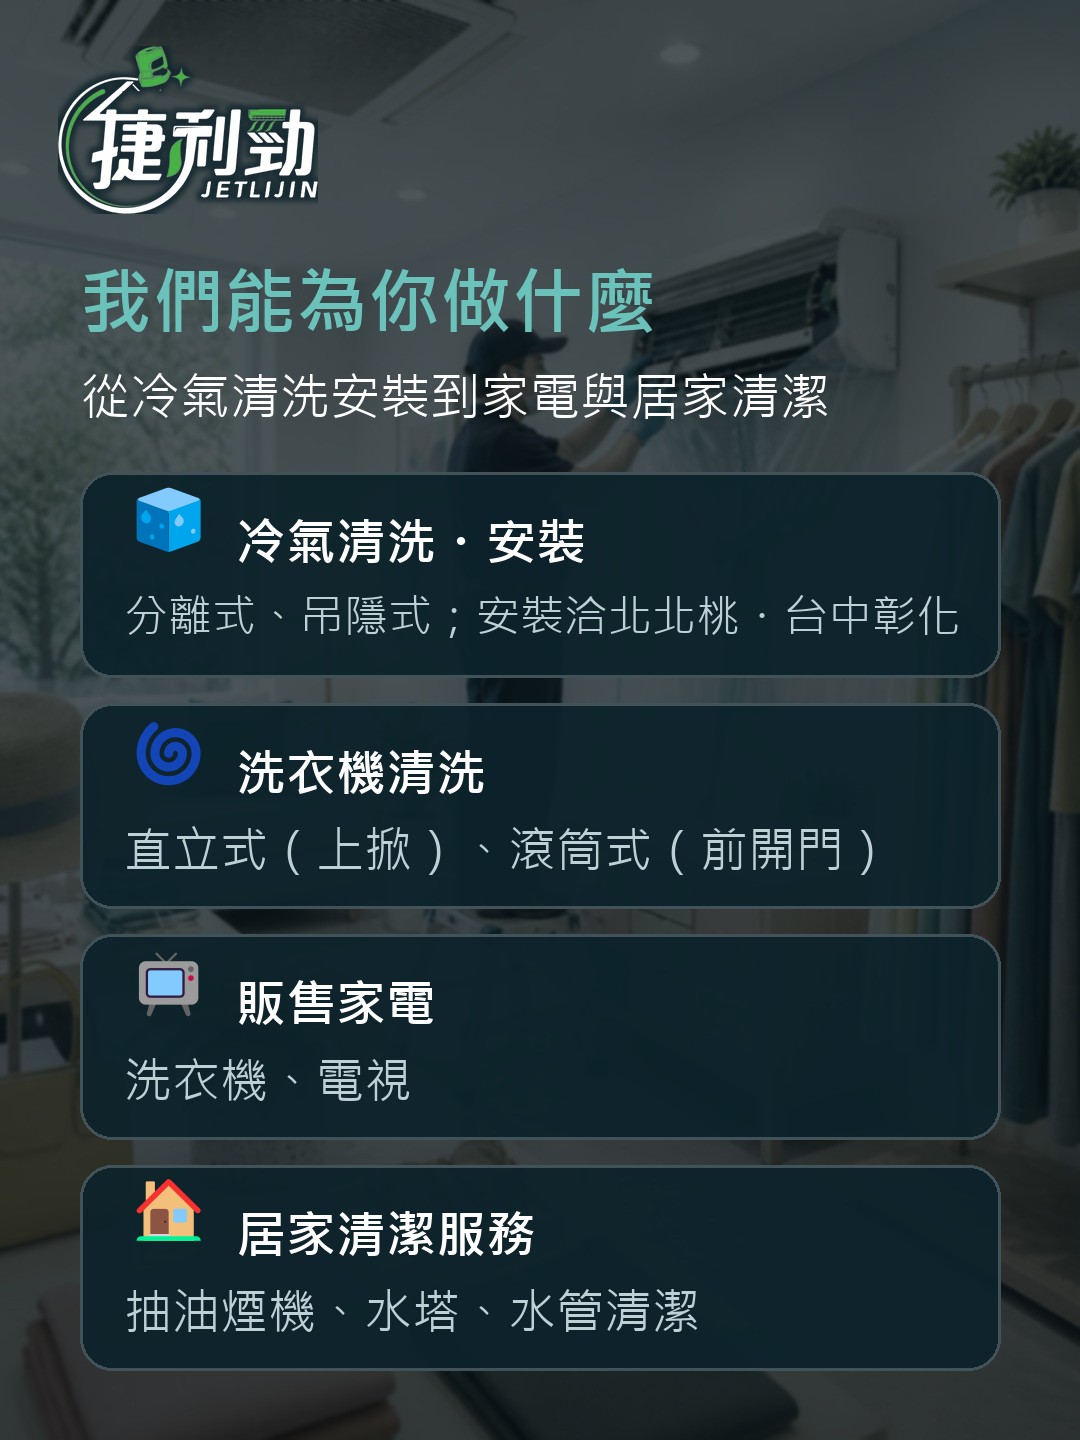 捷利勁
JETLIJIN
我們能為你做什麼
從冷氣清洗安裝到家電與居家清潔
冷氣清洗・安裝
分離式、吊隱式；安裝洽北北桃・台中彰化
洗衣機清洗
直立式（上掀）、滾筒式（前開門）
販售家電
洗衣機、電視
居家清潔服務
抽油煙機、水塔、水管清潔